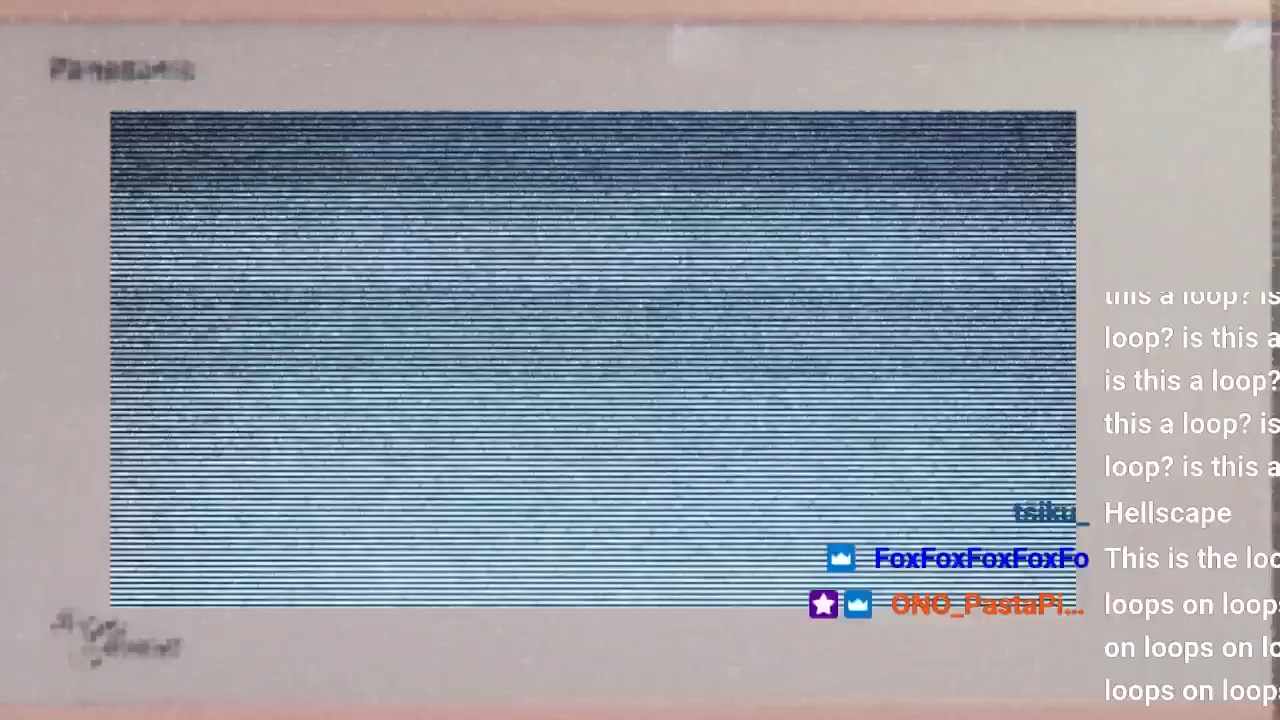 Panasonic
this a loop? is
loop? is this a
is this a loop?
this a loop? is
loop? is this a
tsiku_ Hellscape
FoxFoxFoxFoxFo This is the loo
ONO_PastaPi... loops on loops
on loops on lo
loops on loops